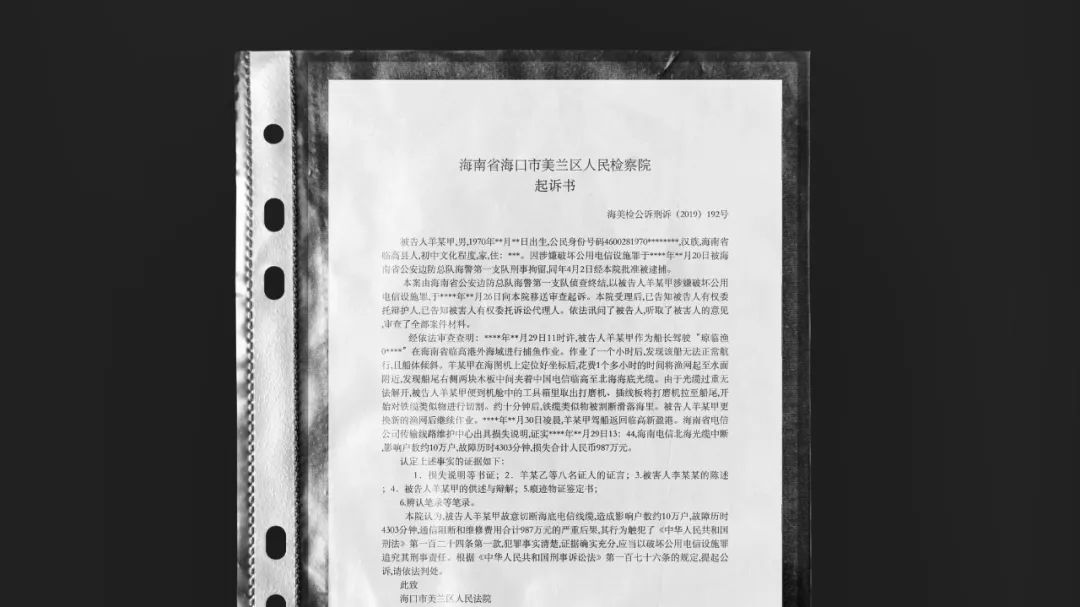 海南省海口市美兰区人民检察院
起诉书
海美检公诉刑诉〔2019〕192号
被告人羊某甲,男,1970年**月**日出生,公民身份号码4600281970********,汉族,海南省
临高县人,初中文化程度,家,住: ***。因涉嫌破坏公用电信设施罪于****年**月20日被海
南省公安边防总队海警第一支队刑事拘留,同年4月2日经本院批准被逮捕。
本案由海南省公安边防总队海警第一支队侦查终结,以被告人羊某甲涉嫌破坏公用
电信设施罪,于****年**月26日向本院移送审查起诉。本院受理后,已告知被告人有权委
托辩护人,已告知被害人有权委托诉讼代理人。依法讯问了被告人,听取了被害人的意见
,审查了全部案件材料。
经依法审查查明: ****年**月29日11时许,被告人羊某甲作为船长驾驶“琼临渔
0****”在海南省临高港外海域进行捕鱼作业。作业了一个小时后,发现该船无法正常航
行,且船体倾斜。羊某甲在海图机上定位好坐标后,花费1个多小时的时间将渔网起至水面
附近,发现船尾右侧两块木板中间夹着中国电信临高至北海海底光缆。由于光缆过重无
法解开,被告人羊某甲便到机舱中的工具箱里取出打磨机、插线板将打磨机拉至船尾,开
始对铁缆类似物进行切割。约十分钟后,铁缆类似物被割断滑落海里。被告人羊某甲更
换新的渔网后继续作业。****年**月30日凌晨,羊某甲驾船返回临高新盈港。海南省电信
公司传输线路维护中心出具损失说明,证实****年**月29日13: 44,海南电信北海光缆中断
,影响户数约10万户,故障历时4303分钟,损失合计人民币987万元。
认定上述事实的证据如下:
1. 损失说明等书证; 2. 羊某乙等八名证人的证言; 3.被害人李某某的陈述
; 4. 被告人羊某甲的供述与辩解; 5.痕迹物证鉴定书;
6.辨认笔录等笔录。
本院认为,被告人羊某甲故意切断海底电信线缆,造成影响户数约10万户,故障历时
4303分钟,通信阻断和维修费用合计987万元的严重后果,其行为触犯了《中华人民共和国
刑法》第一百二十四条第一款,犯罪事实清楚,证据确实充分,应当以破坏公用电信设施罪
追究其刑事责任。根据《中华人民共和国刑事诉讼法》第一百七十六条的规定,提起公
诉,请依法判处。
此致
海口市美兰区人民法院